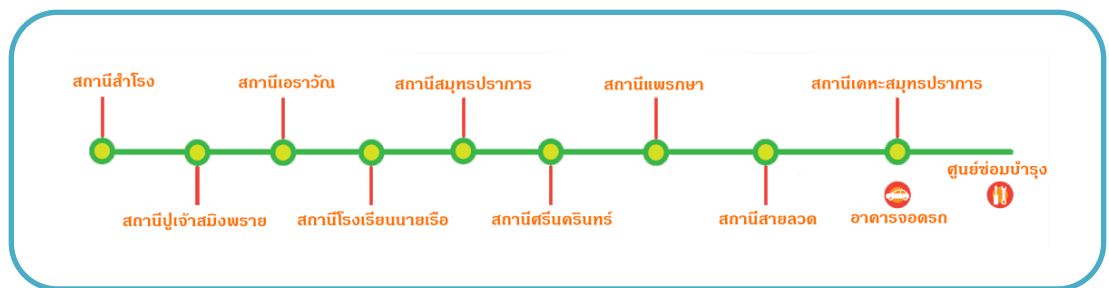 สถานีสำโรง
สถานีเอราวัณ
สถานีสมุทรปราการ
สถานีแพรกษา
สถานีเคหะสมุทรปราการ
สถานีปู่เจ้าสมิงพราย
สถานีโรงเรียนนายเรือ
สถานีศรีนครินทร์
สถานีสายลวด
อาคารจอดรถ
ศูนย์ซ่อมบำรุง